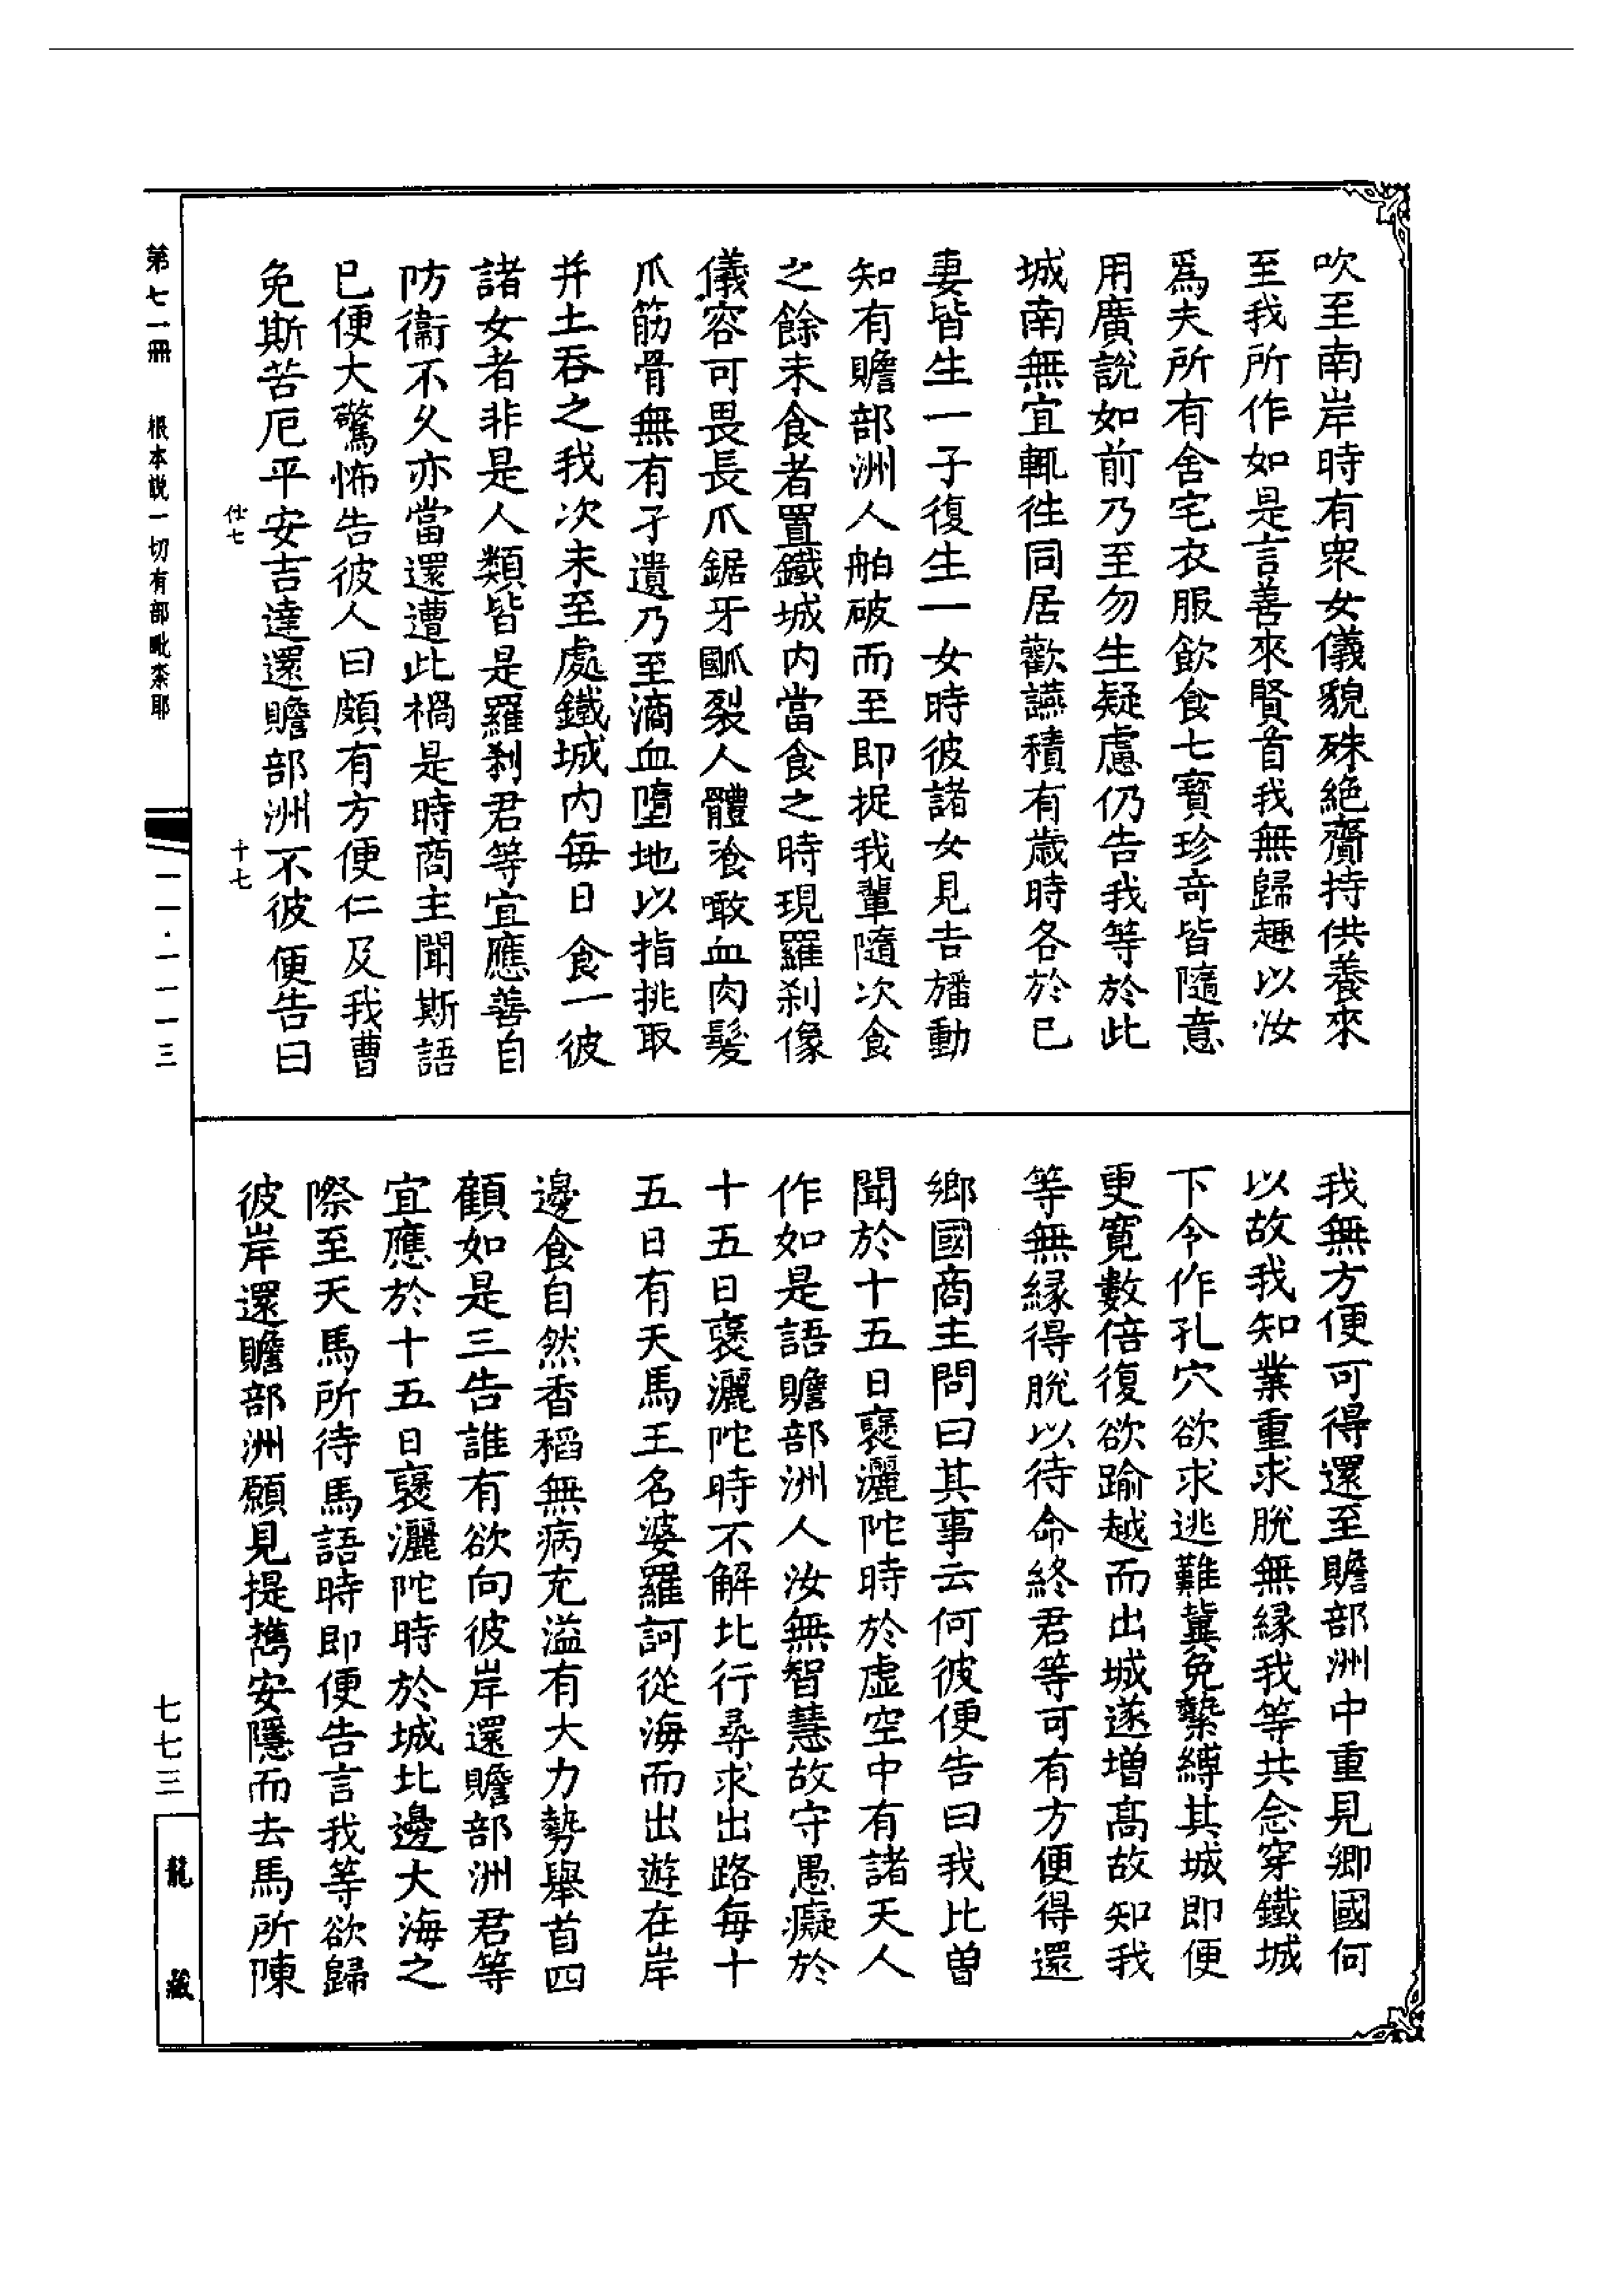 吹至南岸時有衆女儀貌殊絶齎持供養來
至我所作如是言善來賢首我無歸趣以汝
爲夫所有舍宅衣服飲食七寳珍奇皆隨意
用廣說如前乃至勿生疑慮仍告我等於此
城南無宜輒徃同居歡讌積有歲時各於已
妻皆生一子復生一女時彼諸女見吉旛動
知有贍部洲人舶破而至即捉我輩隨次食
之餘未食者置鐵城内當食之時現羅刹像
儀容可畏長爪鋸牙㼌裂人體飡噉血肉髮
爪筋骨無有孑遺乃至滴血墮地以指挑取
并土吞之我次未至處鐵城内每日食一彼
諸女者非是人類皆是羅刹君等宜應善自
防衞不久亦當還遭此禍是時商主聞斯語
已便大驚怖告彼人曰頗有方便仁及我曹
免斯苦厄平安吉達還贍部洲不彼便告曰
仕七
十七
我無方便可得還至贍部洲中重見鄉國何
以故我知業重求脫無縁我等共念穿鐵城
下令作孔穴欲求逃難冀免縶縛其城即便
更寬數倍復欲踰越而出城遂增高故知我
等無縁得脫以待命終君等可有方便得還
鄉國商主問曰其事云何彼便告曰我比曾
聞於十五日襃灑陀時於虚空中有諸天人
作如是語贍部洲人汝無智慧故守愚癡於
十五日襃灑陀時不解北行尋求出路每十
五日有天馬王名婆羅訶從海而出遊在岸
邊食自然香稻無病充溢有大力勢舉首四
顧如是三告誰有欲向彼岸還贍部洲君等
宜應於十五日襃灑陀時於城北邊大海之
際至天馬所待馬語時即便告言我等欲歸
彼岸還贍部洲願見提擕安隱而去馬所陳
第七一冊 根本說一切有部毗奈耶
一一·一一一三
七七三
龍藏